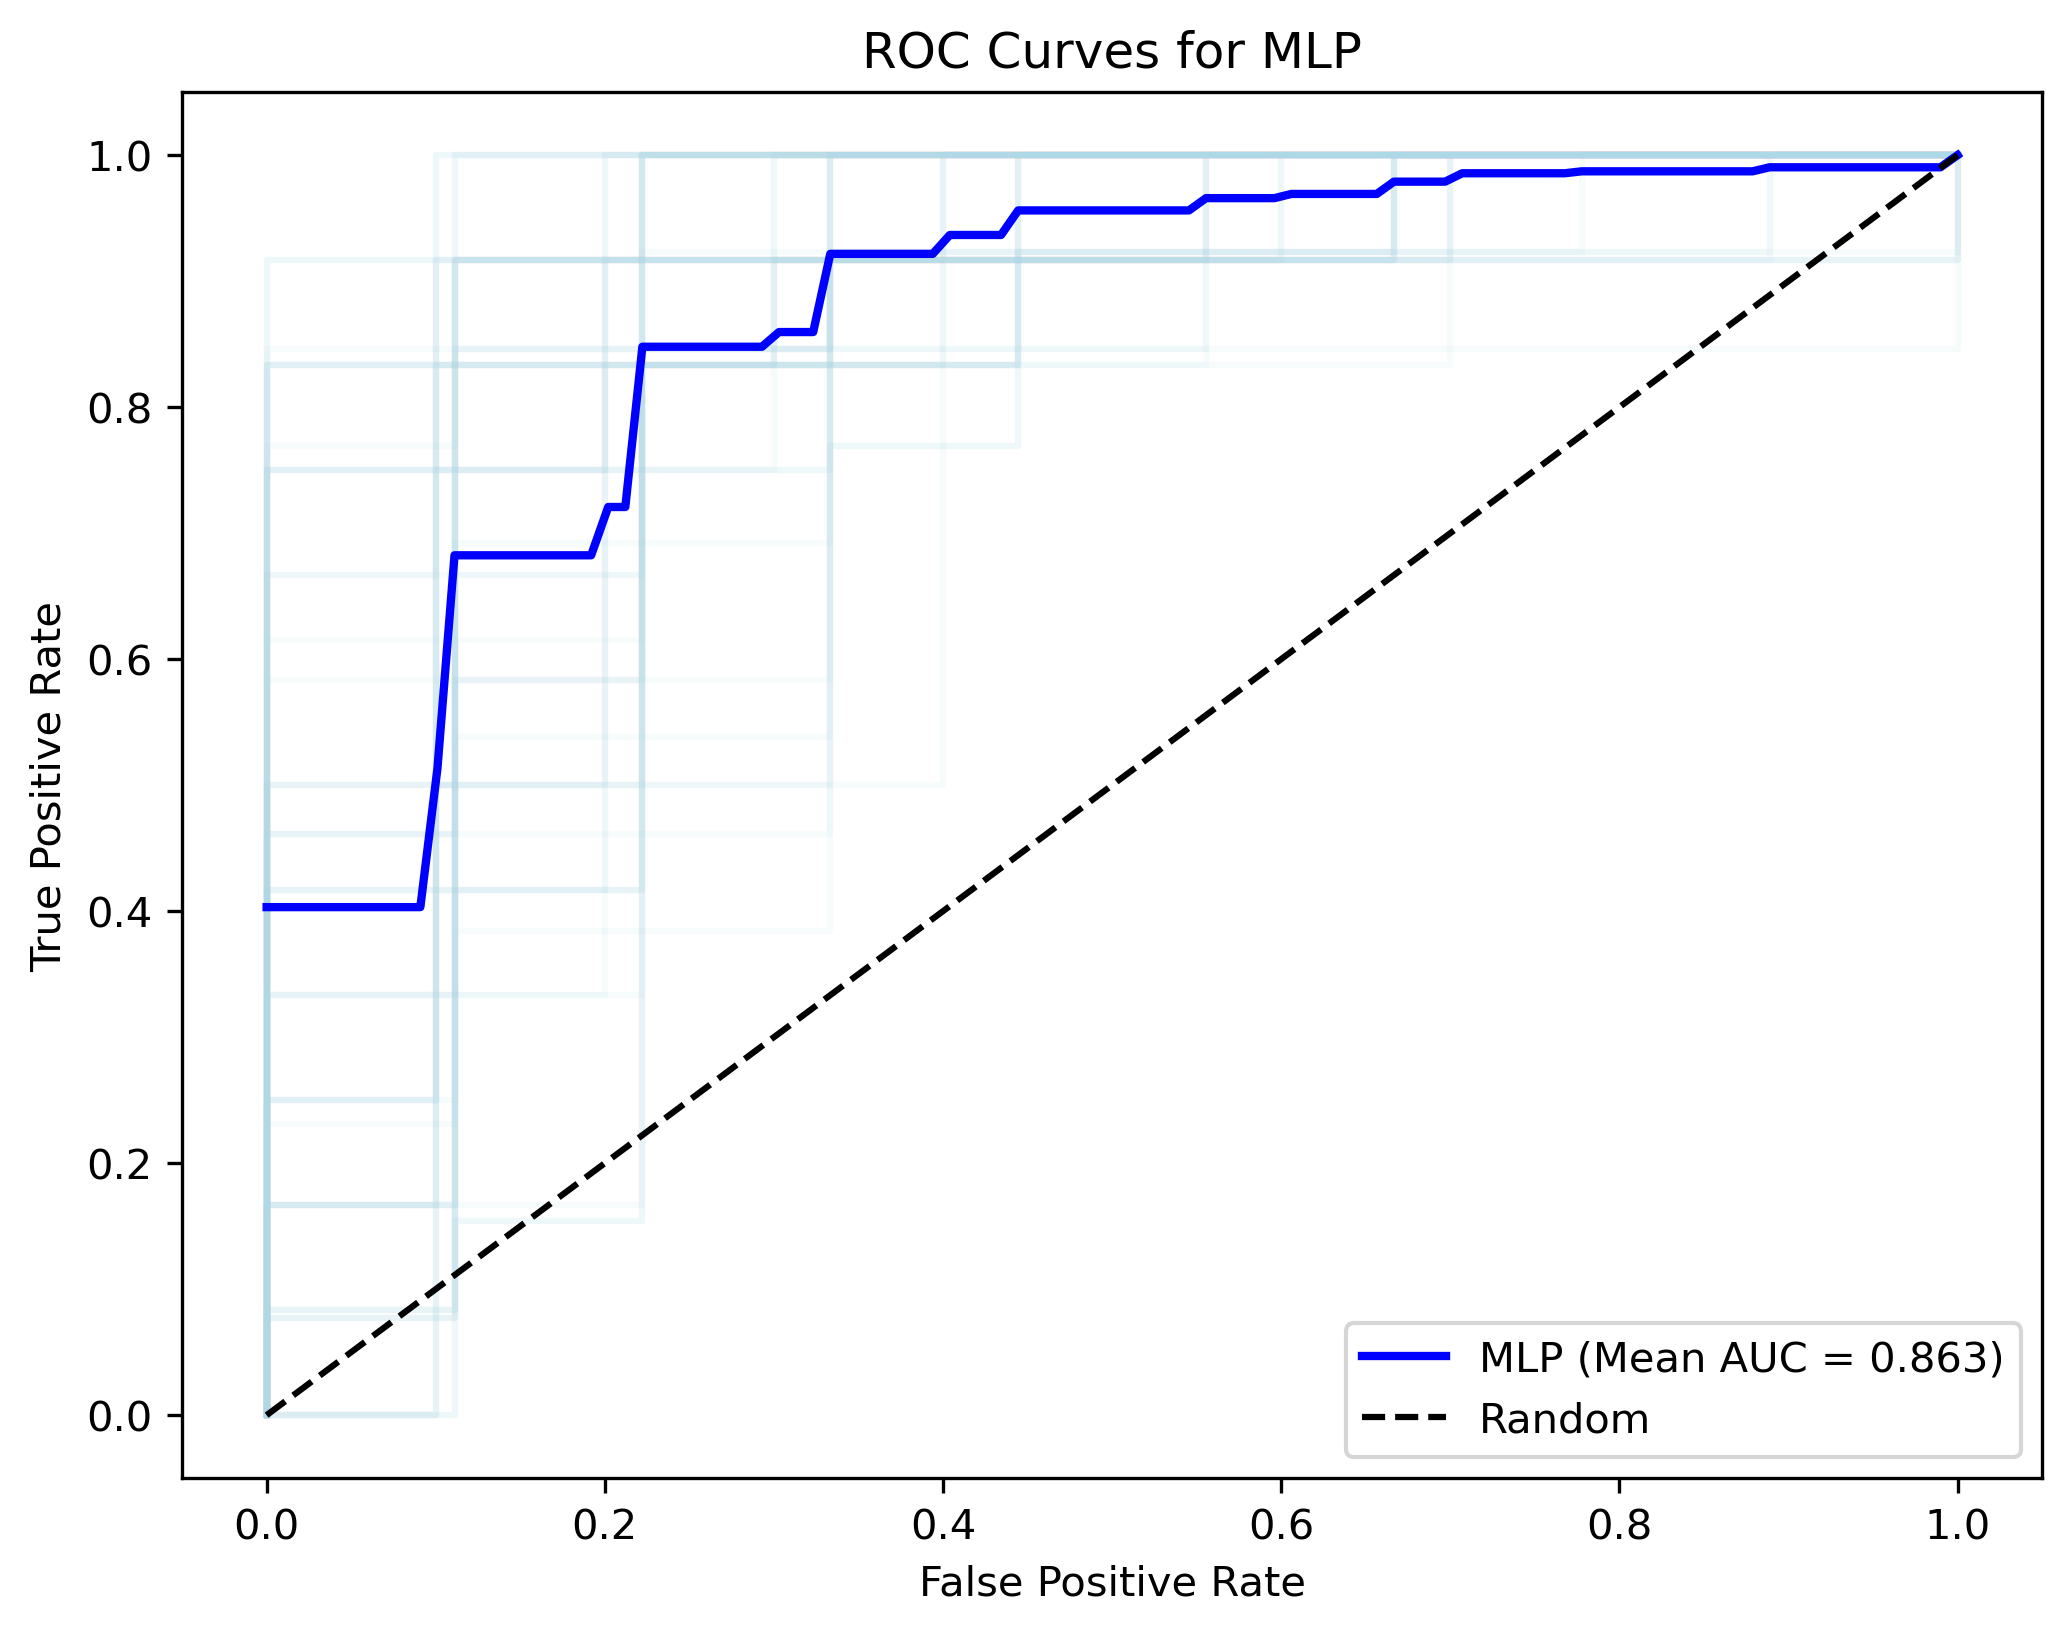 ROC Curves for MLP
True Positive Rate
1.0
0.8
0.6
0.4
0.2
0.0
0.0 0.2 0.4 0.6 0.8 1.0
False Positive Rate
MLP (Mean AUC = 0.863)
Random